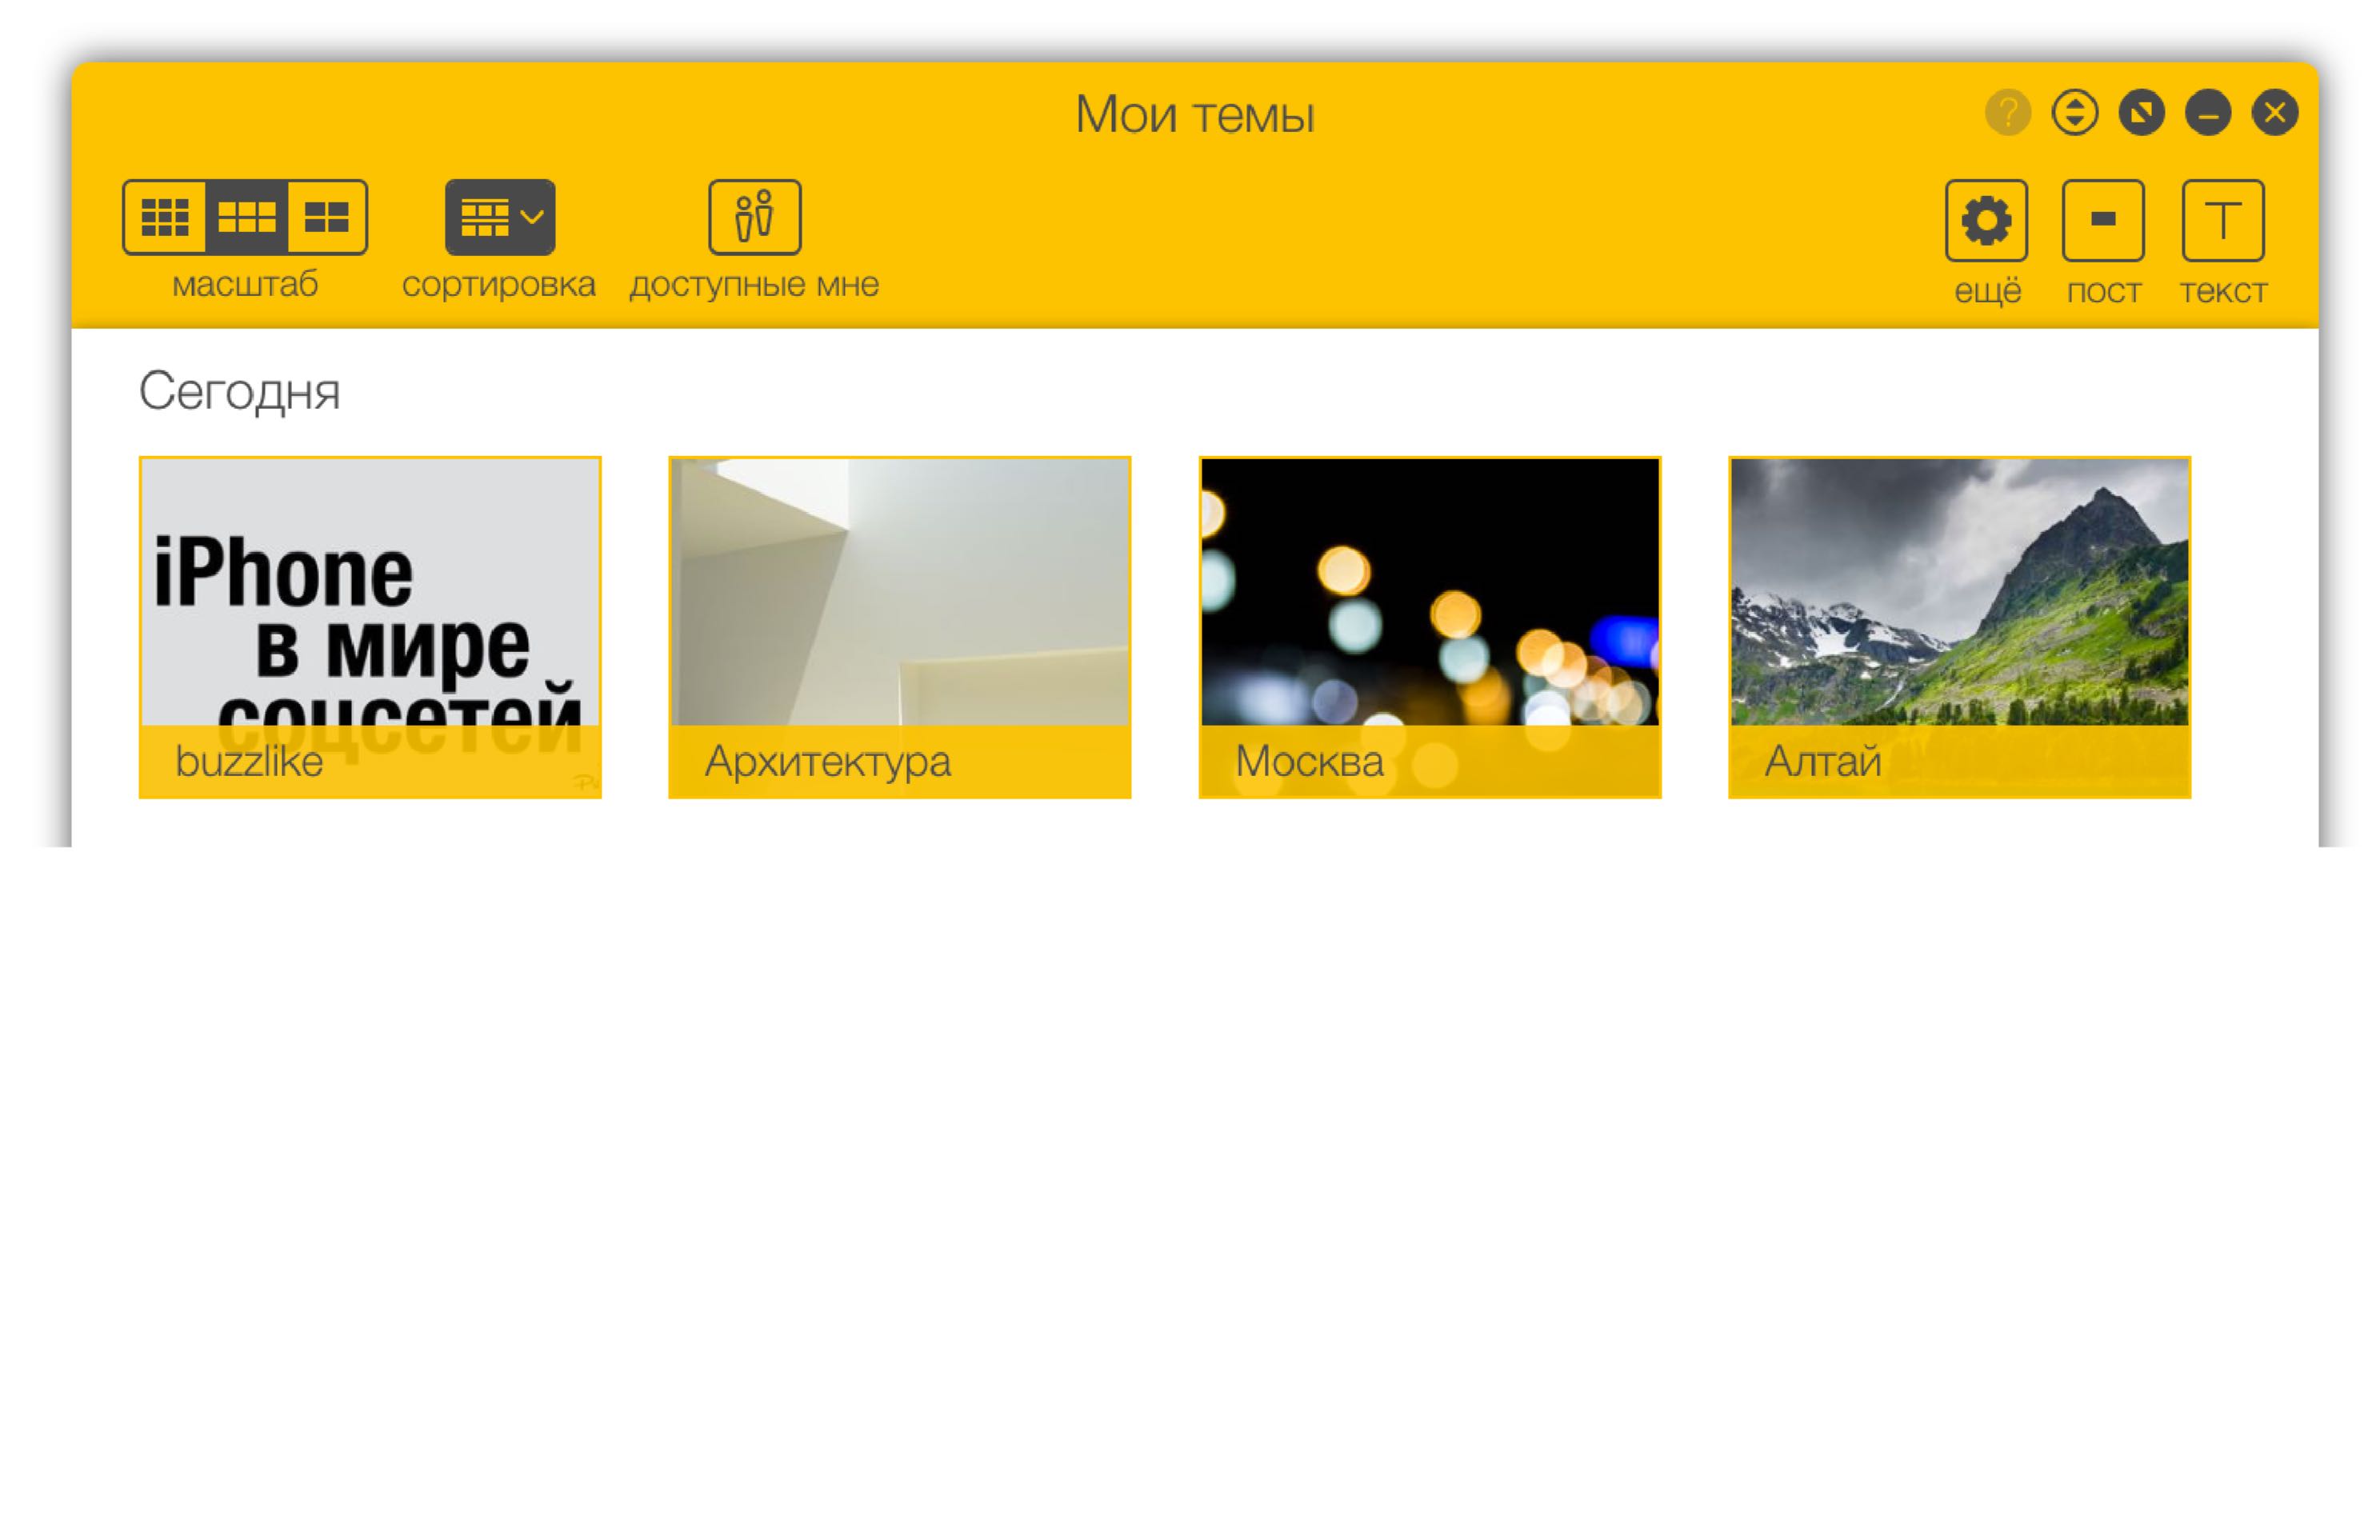 Мои темы
?
масштаб
сортировка
доступные мне
ещё
пост
текст
Сегодня
iPhone
в мире
соцсетей
buzzlike
Архитектура
Москва
Алтай